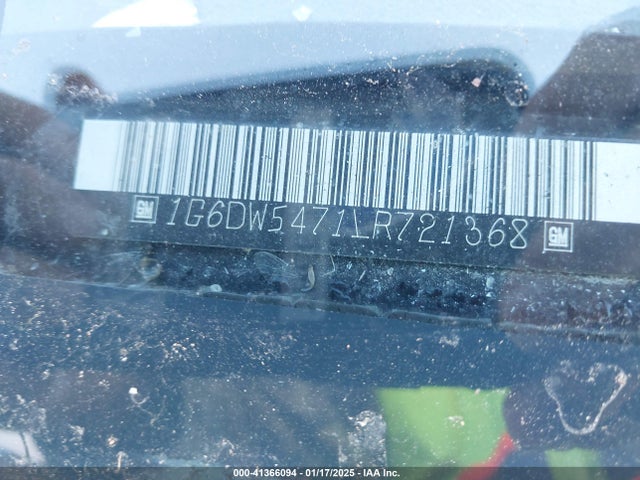 GM 1G6DW5471LR721368 GM
000-41366094 - 01/17/2025 - IAA Inc.